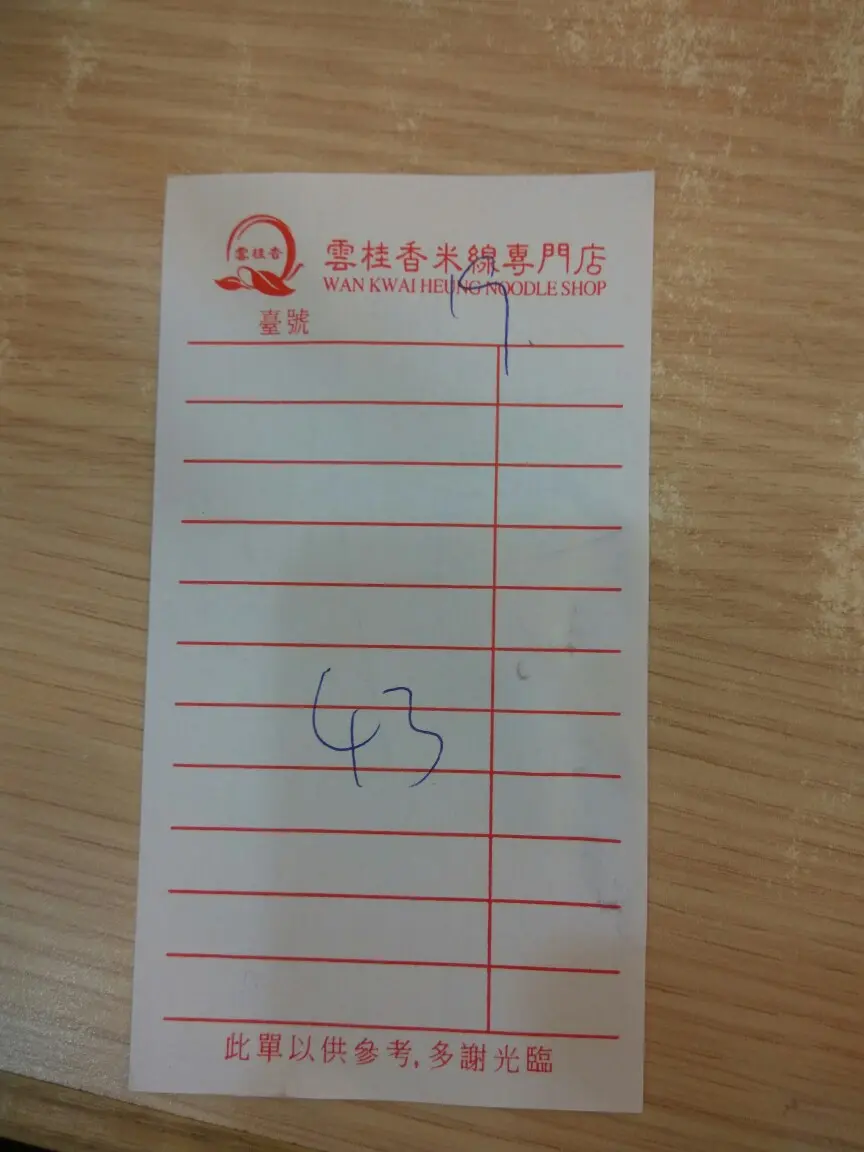 雲桂香
雲桂香米線專門店
WAN KWAI HEUNG NOODLE SHOP
臺號
43
此單以供參考,多謝光臨